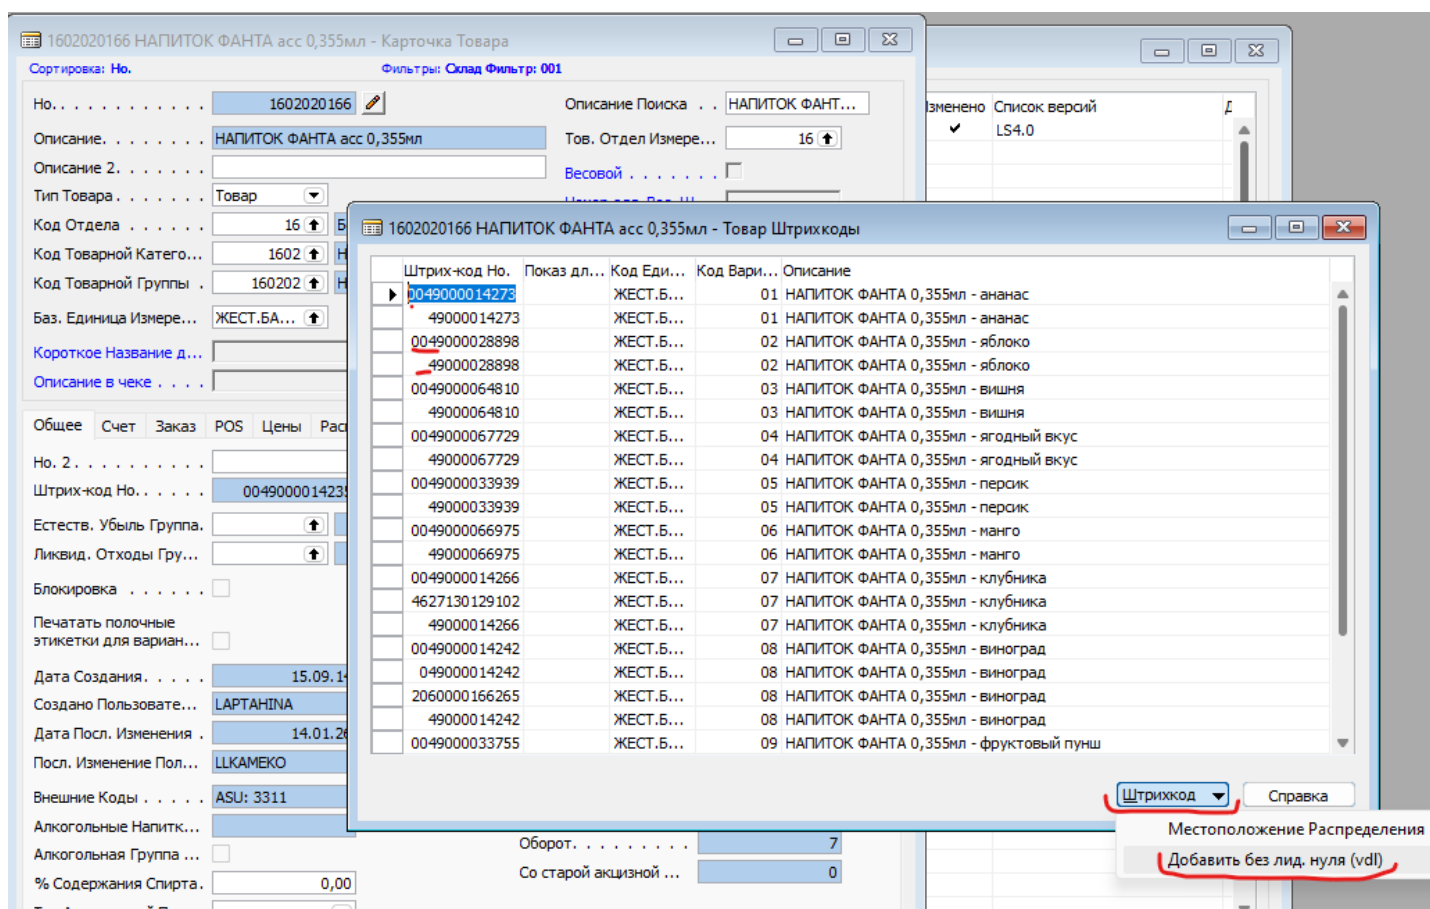 1602020166 НАПИТОК ФАНТА асс 0,355мл - Карточка Товара
Сортировка: Но. Фильтры: Склад Фильтр: 001
Но. . . . . . . . . . . . . 1602020166 Описание Поиска . . НАПИТОК ФАНТ...
Описание. . . . . . . . НАПИТОК ФАНТА асс 0,355мл Тов. Отдел Измере... 16
Описание 2. . . . . . . Весовой . . . . . . .
Тип Товара. . . . . . . Товар
Код Отдела . . . . . . 16
Код Товарной Катего... 1602
Код Товарной Группы . 160202
Баз. Единица Измере... ЖЕСТ.БА...
Короткое Название д...
Описание в чеке . . . .
Общее Счет Заказ POS Цены
Но. 2. . . . . . . . . . .
Штрих-код Но. . . . . . 004900001423
Естеств. Убыль Группа.
Ликвид. Отходы Гру...
Блокировка . . . . . .
Печатать полочные
этикетки для вариан...
Дата Создания. . . . . 15.09.1
Создано Пользовате... LAPTAHINA
Дата Посл. Изменения . 14.01.2
Посл. Изменение Пол... LLKAMEKO
Внешние Коды . . . . . ASU: 3311
Алкогольные Напитк...
Алкогольная Группа ...
% Содержания Спирта. 0,00
Оборот. . . . . . . . . . 7
Со старой акцизной ... 0
Изменено Список версий
LS4.0
1602020166 НАПИТОК ФАНТА асс 0,355мл - Товар Штрихкоды
Штрих-код Но. Показ дл... Код Еди... Код Вари... Описание
0049000014273 ЖЕСТ.Б... 01 НАПИТОК ФАНТА 0,355мл - ананас
49000014273 ЖЕСТ.Б... 01 НАПИТОК ФАНТА 0,355мл - ананас
0049000028898 ЖЕСТ.Б... 02 НАПИТОК ФАНТА 0,355мл - яблоко
49000028898 ЖЕСТ.Б... 02 НАПИТОК ФАНТА 0,355мл - яблоко
0049000064810 ЖЕСТ.Б... 03 НАПИТОК ФАНТА 0,355мл - вишня
49000064810 ЖЕСТ.Б... 03 НАПИТОК ФАНТА 0,355мл - вишня
0049000067729 ЖЕСТ.Б... 04 НАПИТОК ФАНТА 0,355мл - ягодный вкус
49000067729 ЖЕСТ.Б... 04 НАПИТОК ФАНТА 0,355мл - ягодный вкус
0049000033939 ЖЕСТ.Б... 05 НАПИТОК ФАНТА 0,355мл - персик
49000033939 ЖЕСТ.Б... 05 НАПИТОК ФАНТА 0,355мл - персик
0049000066975 ЖЕСТ.Б... 06 НАПИТОК ФАНТА 0,355мл - манго
49000066975 ЖЕСТ.Б... 06 НАПИТОК ФАНТА 0,355мл - манго
0049000014266 ЖЕСТ.Б... 07 НАПИТОК ФАНТА 0,355мл - клубника
4627130129102 ЖЕСТ.Б... 07 НАПИТОК ФАНТА 0,355мл - клубника
49000014266 ЖЕСТ.Б... 07 НАПИТОК ФАНТА 0,355мл - клубника
0049000014242 ЖЕСТ.Б... 08 НАПИТОК ФАНТА 0,355мл - виноград
049000014242 ЖЕСТ.Б... 08 НАПИТОК ФАНТА 0,355мл - виноград
2060000166265 ЖЕСТ.Б... 08 НАПИТОК ФАНТА 0,355мл - виноград
49000014242 ЖЕСТ.Б... 08 НАПИТОК ФАНТА 0,355мл - виноград
0049000033755 ЖЕСТ.Б... 09 НАПИТОК ФАНТА 0,355мл - фруктовый пунш
Штрихкод Справка
Местоположение Распределения
Добавить без лид. нуля (vdl)